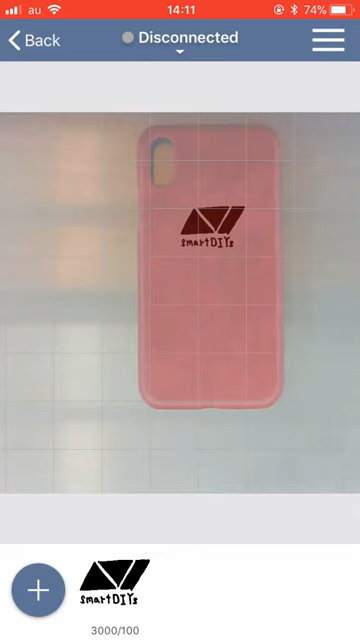 au 14:11 74%
Back Disconnected
smartDIYs
smartDIYs
3000/100